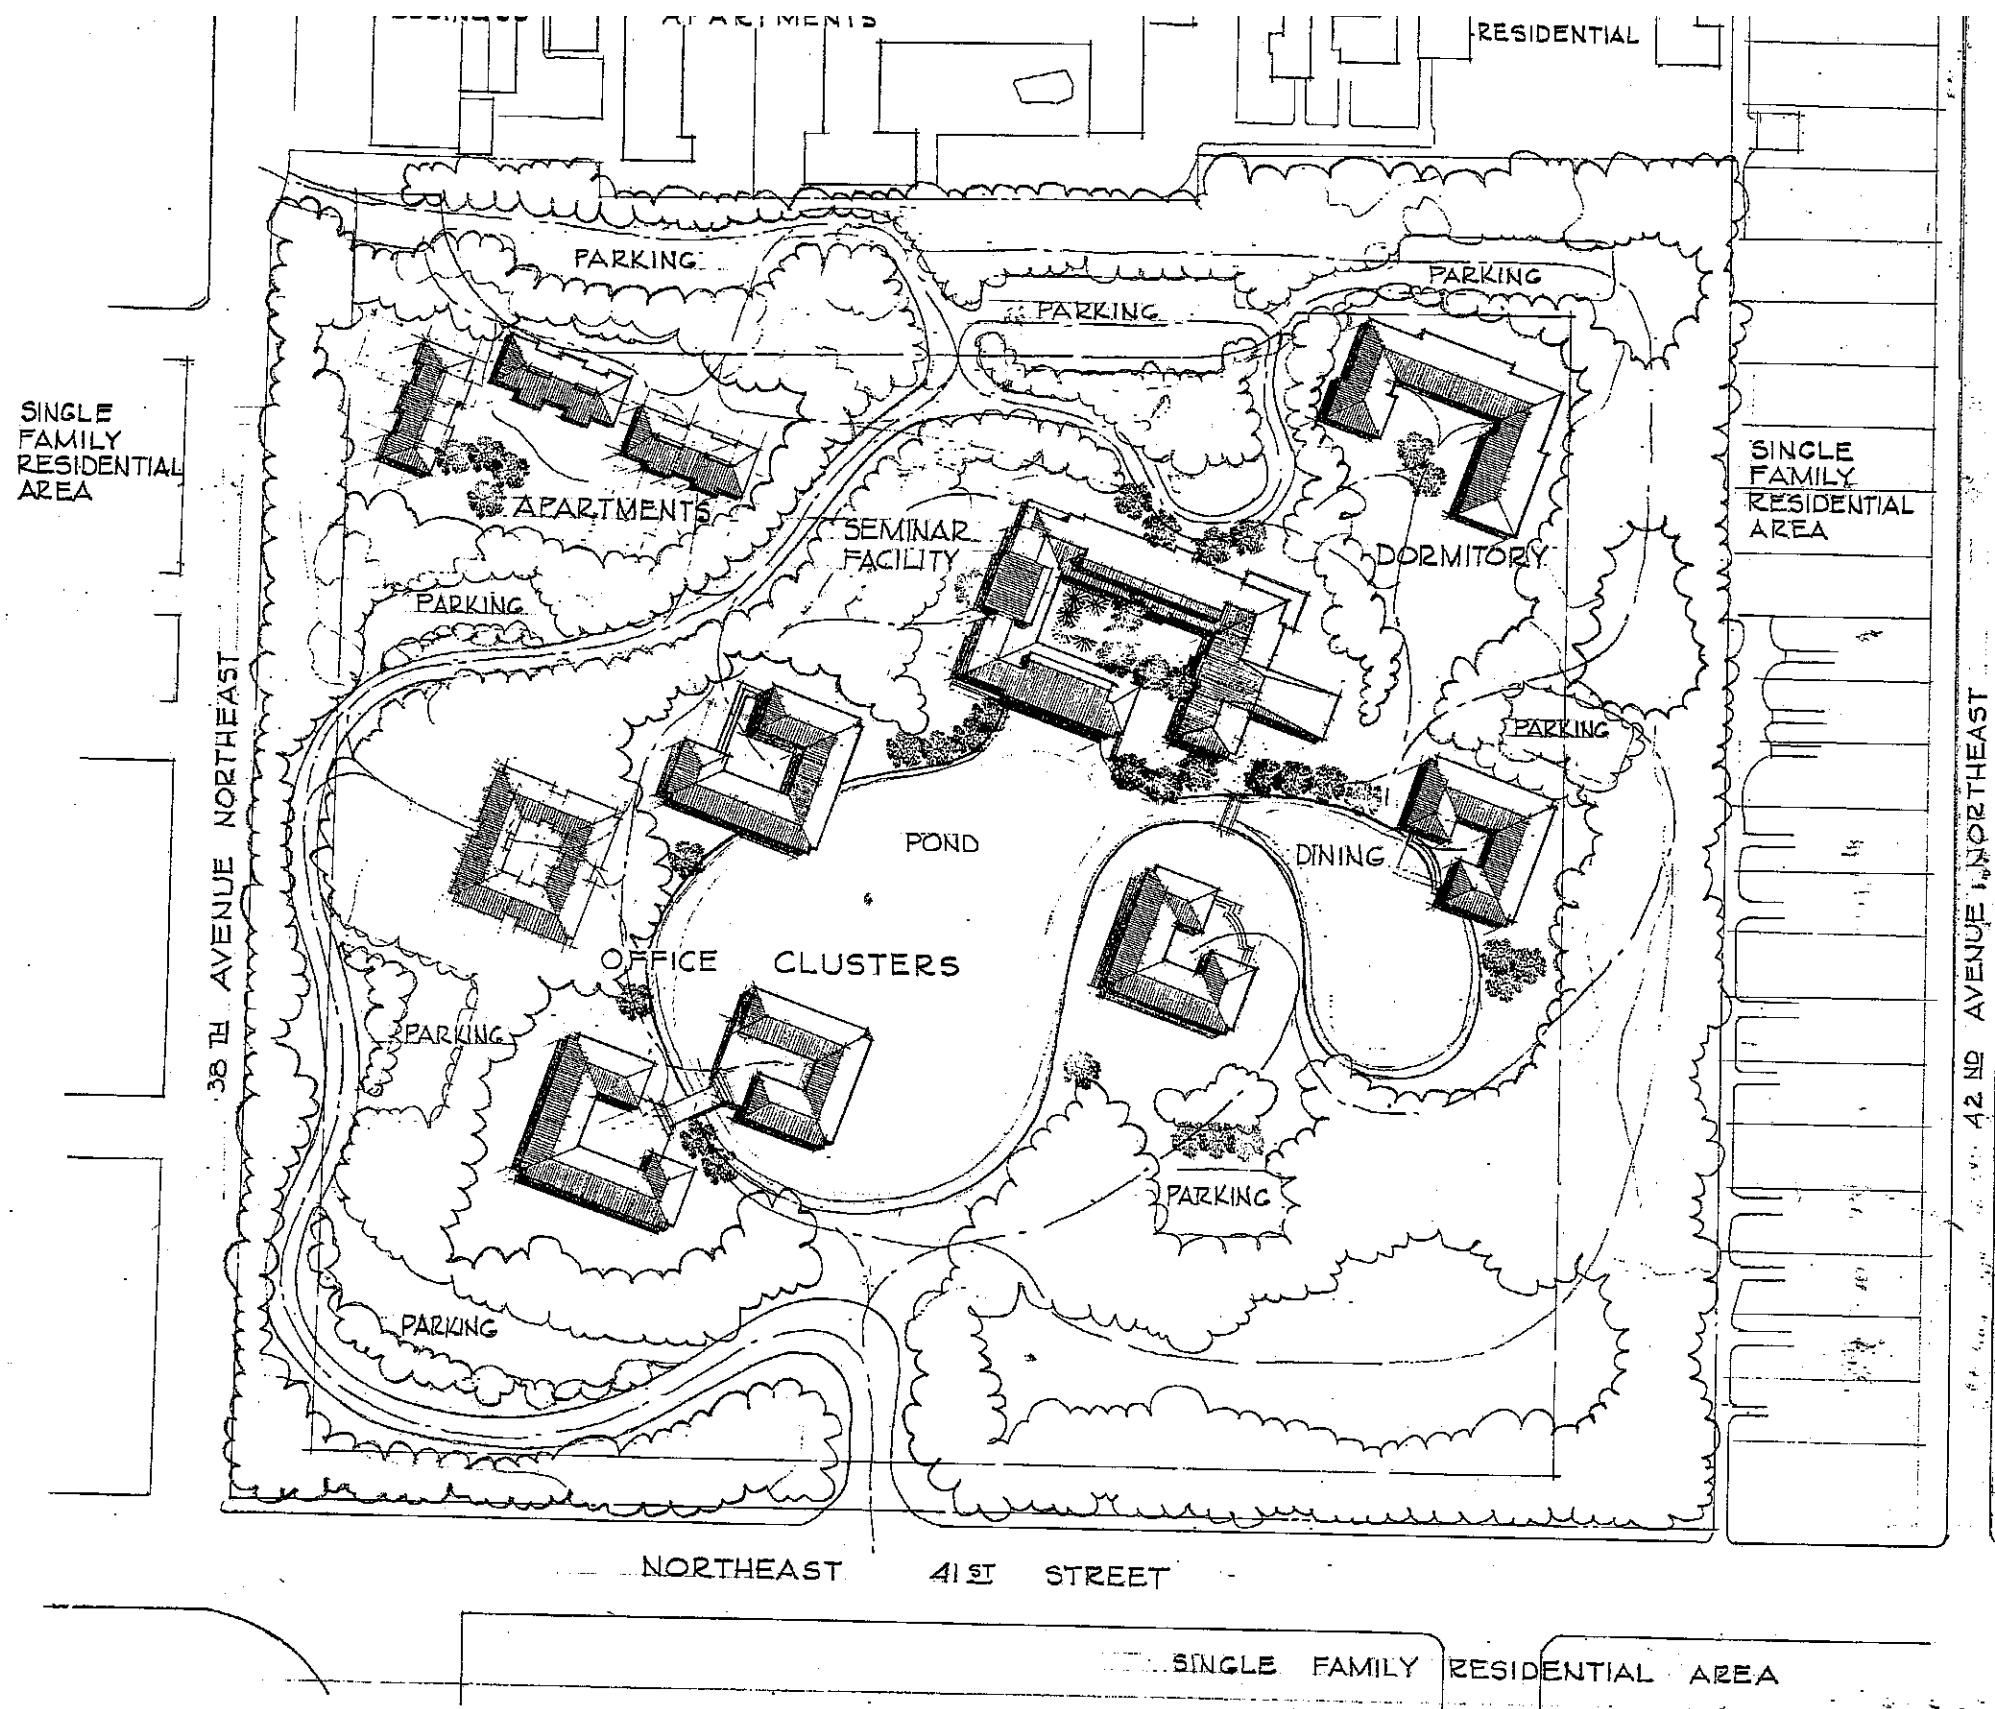 APARTMENTS
RESIDENTIAL
PARKING
PARKING
PARKING
SINGLE
FAMILY
RESIDENTIAL
AREA
SINGLE
FAMILY
RESIDENTIAL
AREA
APARTMENTS
SEMINAR
FACILITY
DORMITORY
PARKING
PARKING
38TH AVENUE NORTHEAST
42ND AVENUE NORTHEAST
POND
DINING
OFFICE CLUSTERS
PARKING
PARKING
PARKING
NORTHEAST 41ST STREET
SINGLE FAMILY RESIDENTIAL AREA